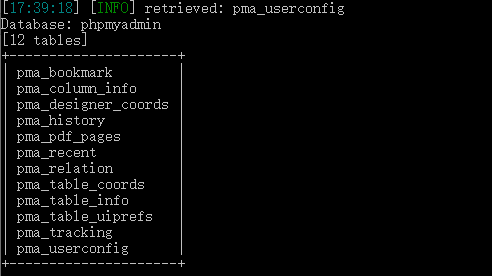 [17:39:18] [INFO] retrieved: pma_userconfig
Database: phpmyadmin
[12 tables]
+---------------------+
| pma_bookmark |
| pma_column_info |
| pma_designer_coords |
| pma_history |
| pma_pdf_pages |
| pma_recent |
| pma_relation |
| pma_table_coords |
| pma_table_info |
| pma_table_uiprefs |
| pma_tracking |
| pma_userconfig |
+---------------------+